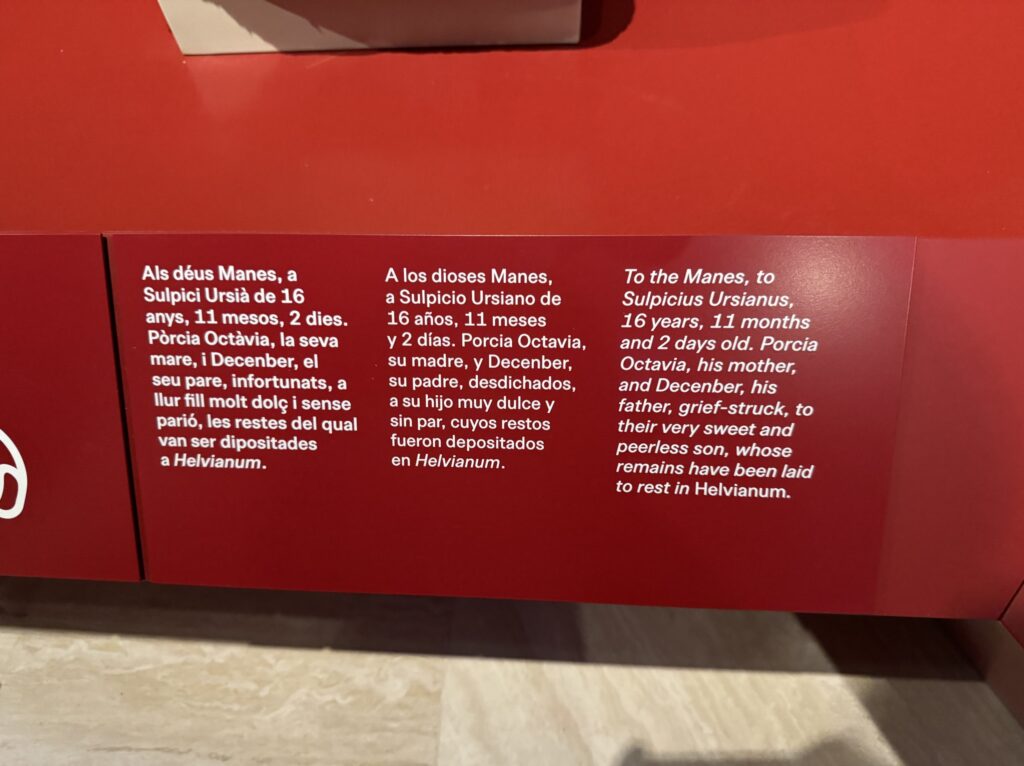 Als déus Manes, a
Sulpici Ursià de 16
anys, 11 mesos, 2 dies.
Pòrcia Octàvia, la seva
mare, i Decenber, el
seu pare, infortunats, a
llur fill molt dolç i sense
parió, les restes del qual
van ser dipositades
a Helvianum.
A los dioses Manes,
a Sulpicio Ursiano de
16 años, 11 meses
y 2 días. Porcia Octavia,
su madre, y Decenber,
su padre, desdichados,
a su hijo muy dulce y
sin par, cuyos restos
fueron depositados
en Helvianum.
To the Manes, to
Sulpicius Ursianus,
16 years, 11 months
and 2 days old. Porcia
Octavia, his mother,
and Decenber, his
father, grief-struck, to
their very sweet and
peerless son, whose
remains have been laid
to rest in Helvianum.